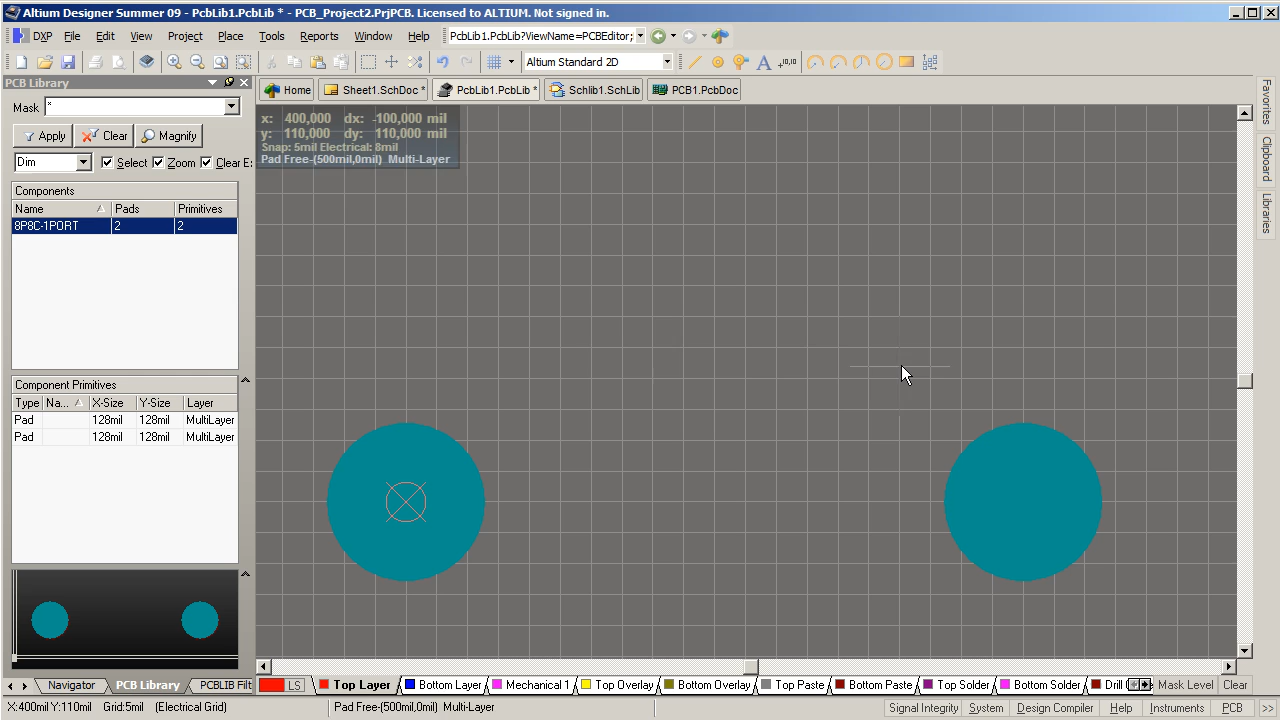 Altium Designer Summer 09 - PcbLib1.PcbLib * - PCB_Project2.PrjPCB. Licensed to ALTIUM. Not signed in.
DXP File Edit View Project Place Tools Reports Window Help PcbLib1.PcbLib?ViewName=PCBEditor;
Altium Standard 2D
PCB Library
Home Sheet1.SchDoc * PcbLib1.PcbLib * Schlib1.SchLib PCB1.PcbDoc
Mask *
Apply Clear Magnify
Dim Select Zoom Clear E
Components
Name Pads Primitives
8P8C-1PORT 2 2
Component Primitives
Type Na... X-Size Y-Size Layer
Pad 128mil 128mil MultiLayer
Pad 128mil 128mil MultiLayer
x: 400,000 dx: -100,000 mil
y: 110,000 dy: 110,000 mil
Snap: 5mil Electrical: 8mil
Pad Free-(500mil,0mil) Multi-Layer
Favorites
Clipboard
Libraries
Navigator PCB Library PCBLIB Filt
LS Top Layer Bottom Layer Mechanical 1 Top Overlay Bottom Overlay Top Paste Bottom Paste Top Solder Bottom Solder Drill Mask Level Clear
X:400mil Y:110mil Grid:5mil (Electrical Grid) Pad Free-(500mil,0mil) Multi-Layer Signal Integrity System Design Compiler Help Instruments PCB >>